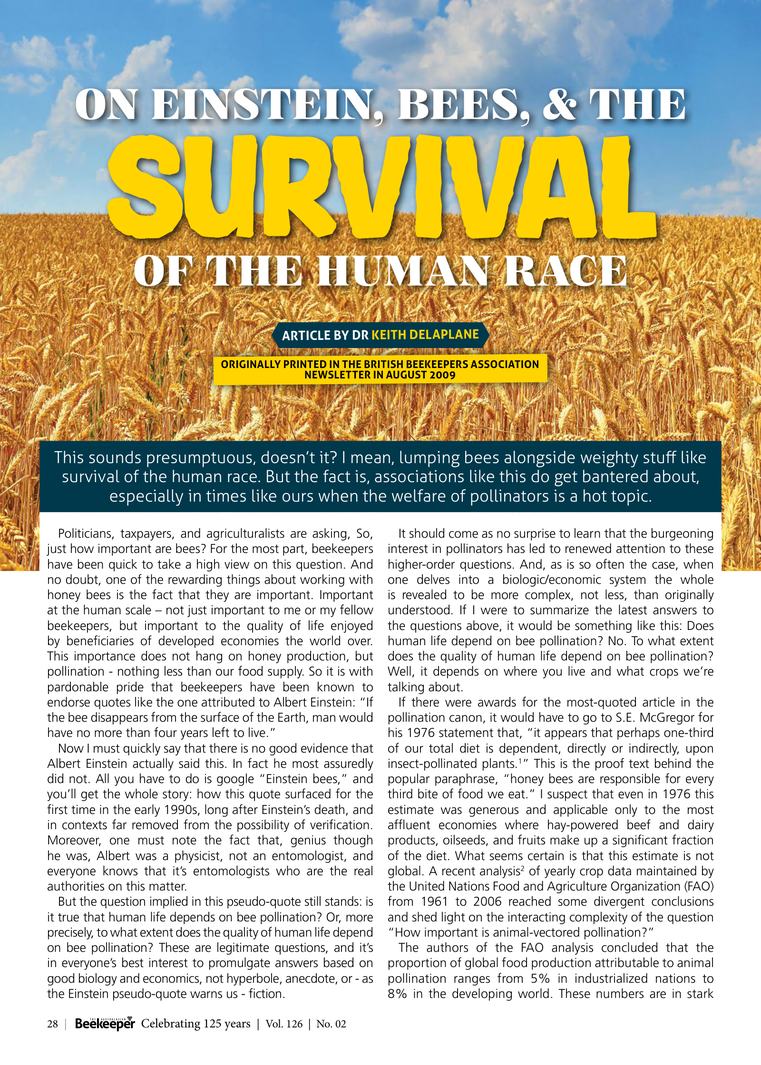 ON EINSTEIN, BEES, & THE
SURVIVAL
OF THE HUMAN RACE
ARTICLE BY DR KEITH DELAPLANE
ORIGINALLY PRINTED IN THE BRITISH BEEKEEPERS ASSOCIATION
NEWSLETTER IN AUGUST 2009
This sounds presumptuous, doesn't it? I mean, lumping bees alongside weighty stuff like
survival of the human race. But the fact is, associations like this do get bantered about,
especially in times like ours when the welfare of pollinators is a hot topic.
Politicians, taxpayers, and agriculturalists are asking, So,
just how important are bees? For the most part, beekeepers
have been quick to take a high view on this question. And
no doubt, one of the rewarding things about working with
honey bees is the fact that they are important. Important
at the human scale – not just important to me or my fellow
beekeepers, but important to the quality of life enjoyed
by beneficiaries of developed economies the world over.
This importance does not hang on honey production, but
pollination - nothing less than our food supply. So it is with
pardonable pride that beekeepers have been known to
endorse quotes like the one attributed to Albert Einstein: “If
the bee disappears from the surface of the Earth, man would
have no more than four years left to live.”
Now I must quickly say that there is no good evidence that
Albert Einstein actually said this. In fact he most assuredly
did not. All you have to do is google “Einstein bees,” and
you’ll get the whole story: how this quote surfaced for the
first time in the early 1990s, long after Einstein’s death, and
in contexts far removed from the possibility of verification.
Moreover, one must note the fact that, genius though
he was, Albert was a physicist, not an entomologist, and
everyone knows that it’s entomologists who are the real
authorities on this matter.
But the question implied in this pseudo-quote still stands: is
it true that human life depends on bee pollination? Or, more
precisely, to what extent does the quality of human life depend
on bee pollination? These are legitimate questions, and it’s
in everyone’s best interest to promulgate answers based on
good biology and economics, not hyperbole, anecdote, or - as
the Einstein pseudo-quote warns us - fiction.
It should come as no surprise to learn that the burgeoning
interest in pollinators has led to renewed attention to these
higher-order questions. And, as is so often the case, when
one delves into a biologic/economic system the whole
is revealed to be more complex, not less, than originally
understood. If I were to summarize the latest answers to
the questions above, it would be something like this: Does
human life depend on bee pollination? No. To what extent
does the quality of human life depend on bee pollination?
Well, it depends on where you live and what crops we’re
talking about.
If there were awards for the most-quoted article in the
pollination canon, it would have to go to S.E. McGregor for
his 1976 statement that, “it appears that perhaps one-third
of our total diet is dependent, directly or indirectly, upon
insect-pollinated plants.¹” This is the proof text behind the
popular paraphrase, “honey bees are responsible for every
third bite of food we eat.” I suspect that even in 1976 this
estimate was generous and applicable only to the most
affluent economies where hay-powered beef and dairy
products, oilseeds, and fruits make up a significant fraction
of the diet. What seems certain is that this estimate is not
global. A recent analysis² of yearly crop data maintained by
the United Nations Food and Agriculture Organization (FAO)
from 1961 to 2006 reached some divergent conclusions
and shed light on the interacting complexity of the question
“How important is animal-vectored pollination?”
The authors of the FAO analysis concluded that the
proportion of global food production attributable to animal
pollination ranges from 5% in industrialized nations to
8% in the developing world. These numbers are in stark
28 | Beekeeper Celebrating 125 years | Vol. 126 | No. 02